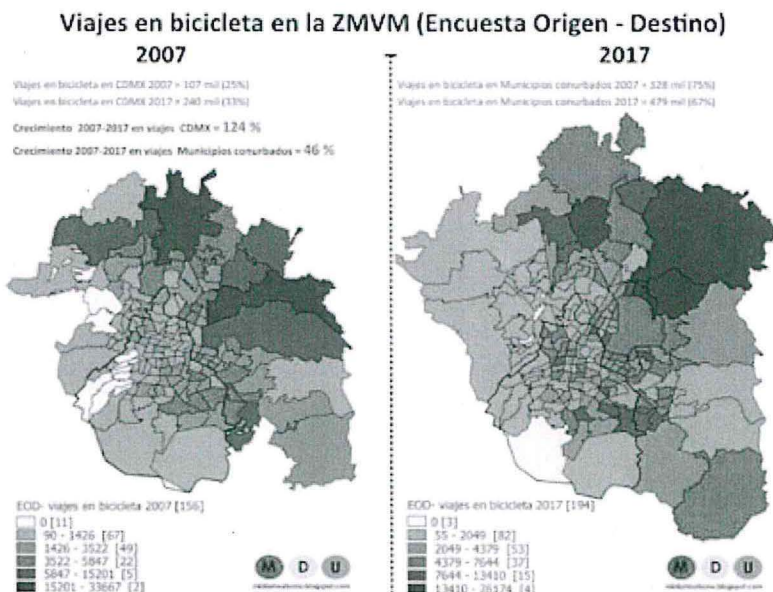 Viajes en bicicleta en la ZMVM (Encuesta Origen - Destino)
2007
2017
Viajes en bicicleta en CDMX 2007 = 107 mil (25%)
Viajes en bicicleta en CDMX 2017 = 240 mil (33%)
Crecimiento 2007-2017 en viajes CDMX = 124 %
Crecimiento 2007-2017 en viajes Municipios conurbados = 46 %
Viajes en bicicleta en Municipios conurbados 2007 = 328 mil (75%)
Viajes en bicicleta en Municipios conurbados 2017 = 479 mil (67%)
EOD- viajes en bicicleta 2007 [156]
0 [11]
90 - 1426 [67]
1426 - 3522 [49]
3522 - 5847 [22]
5847 - 15201 [5]
15201 - 33667 [2]
M D U
EOD- viajes en bicicleta 2017 [194]
0 [3]
55 - 2049 [82]
2049 - 4379 [53]
4379 - 7644 [37]
7644 - 13410 [15]
13410 - 26174 [4]
M D U